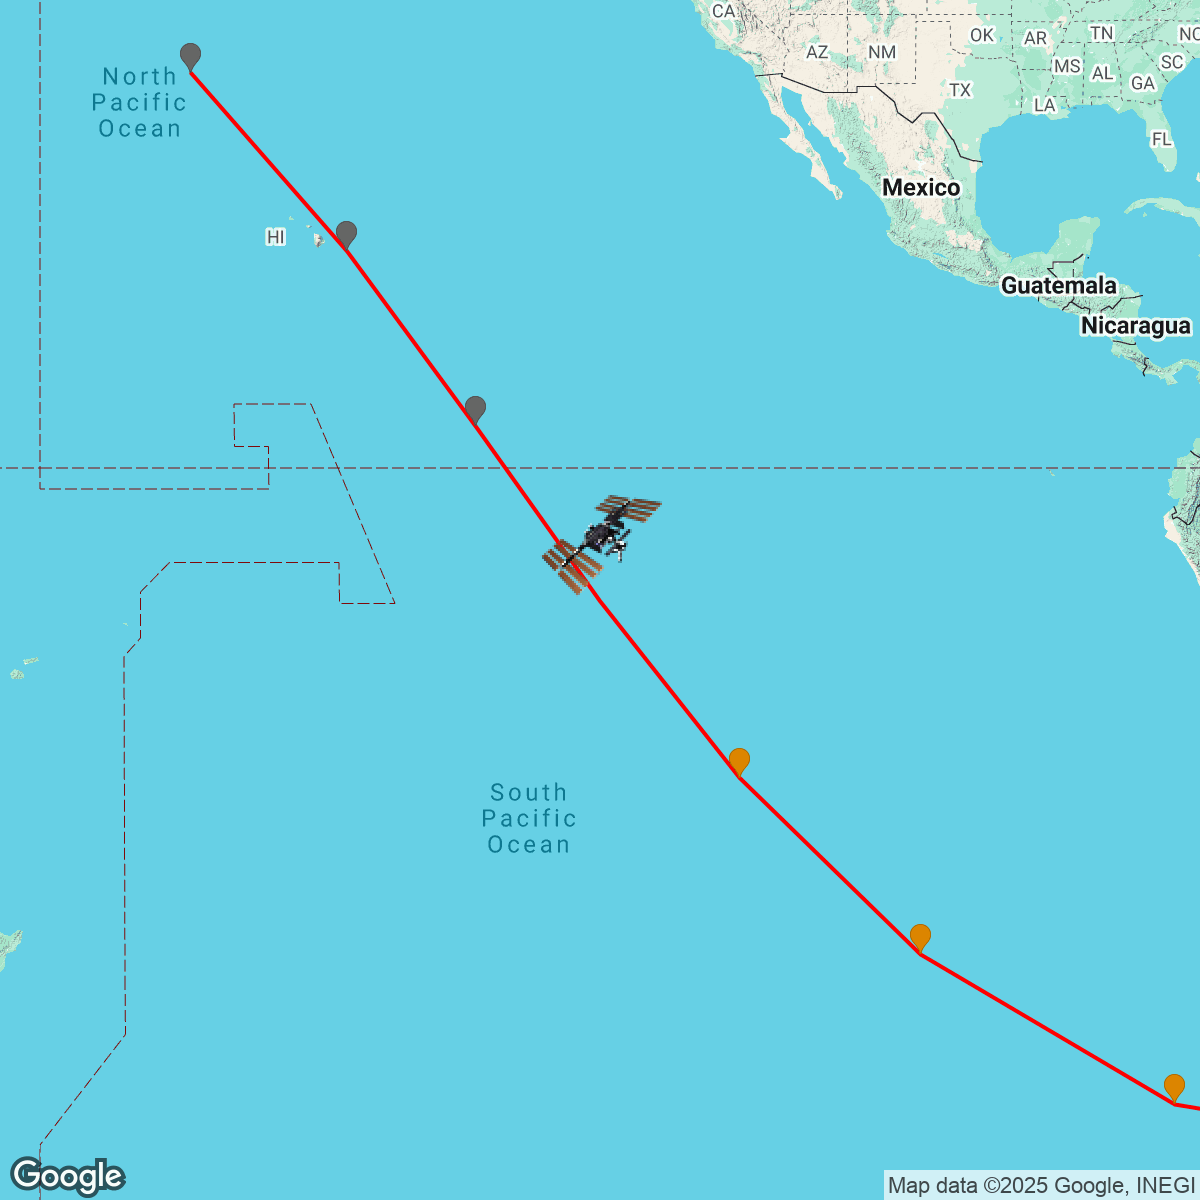 CA
OK
AR
TN
NC
AZ
NM
MS
AL
SC
GA
TX
LA
FL
North
Pacific
Ocean
Mexico
HI
Guatemala
Nicaragua
South
Pacific
Ocean
Google
Map data ©2025 Google, INEGI